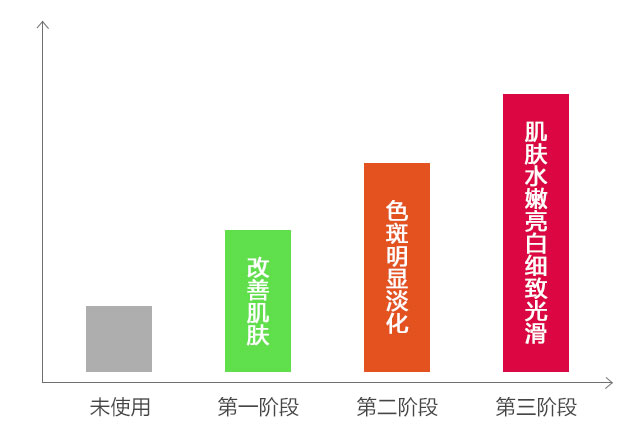 改善肌肤
色斑明显淡化
肌肤水嫩亮白细致光滑
未使用
第一阶段
第二阶段
第三阶段